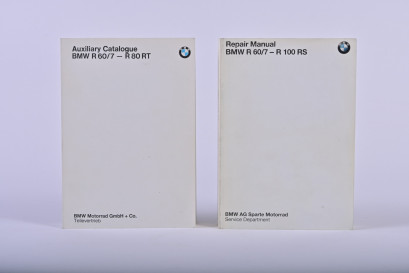 Auxiliary Catalogue
BMW R 60/7 — R 80 RT
BMW Motorrad GmbH + Co.
Teilevertrieb
Repair Manual
BMW R 60/7 – R 100 RS
BMW AG Sparte Motorrad
Service Department